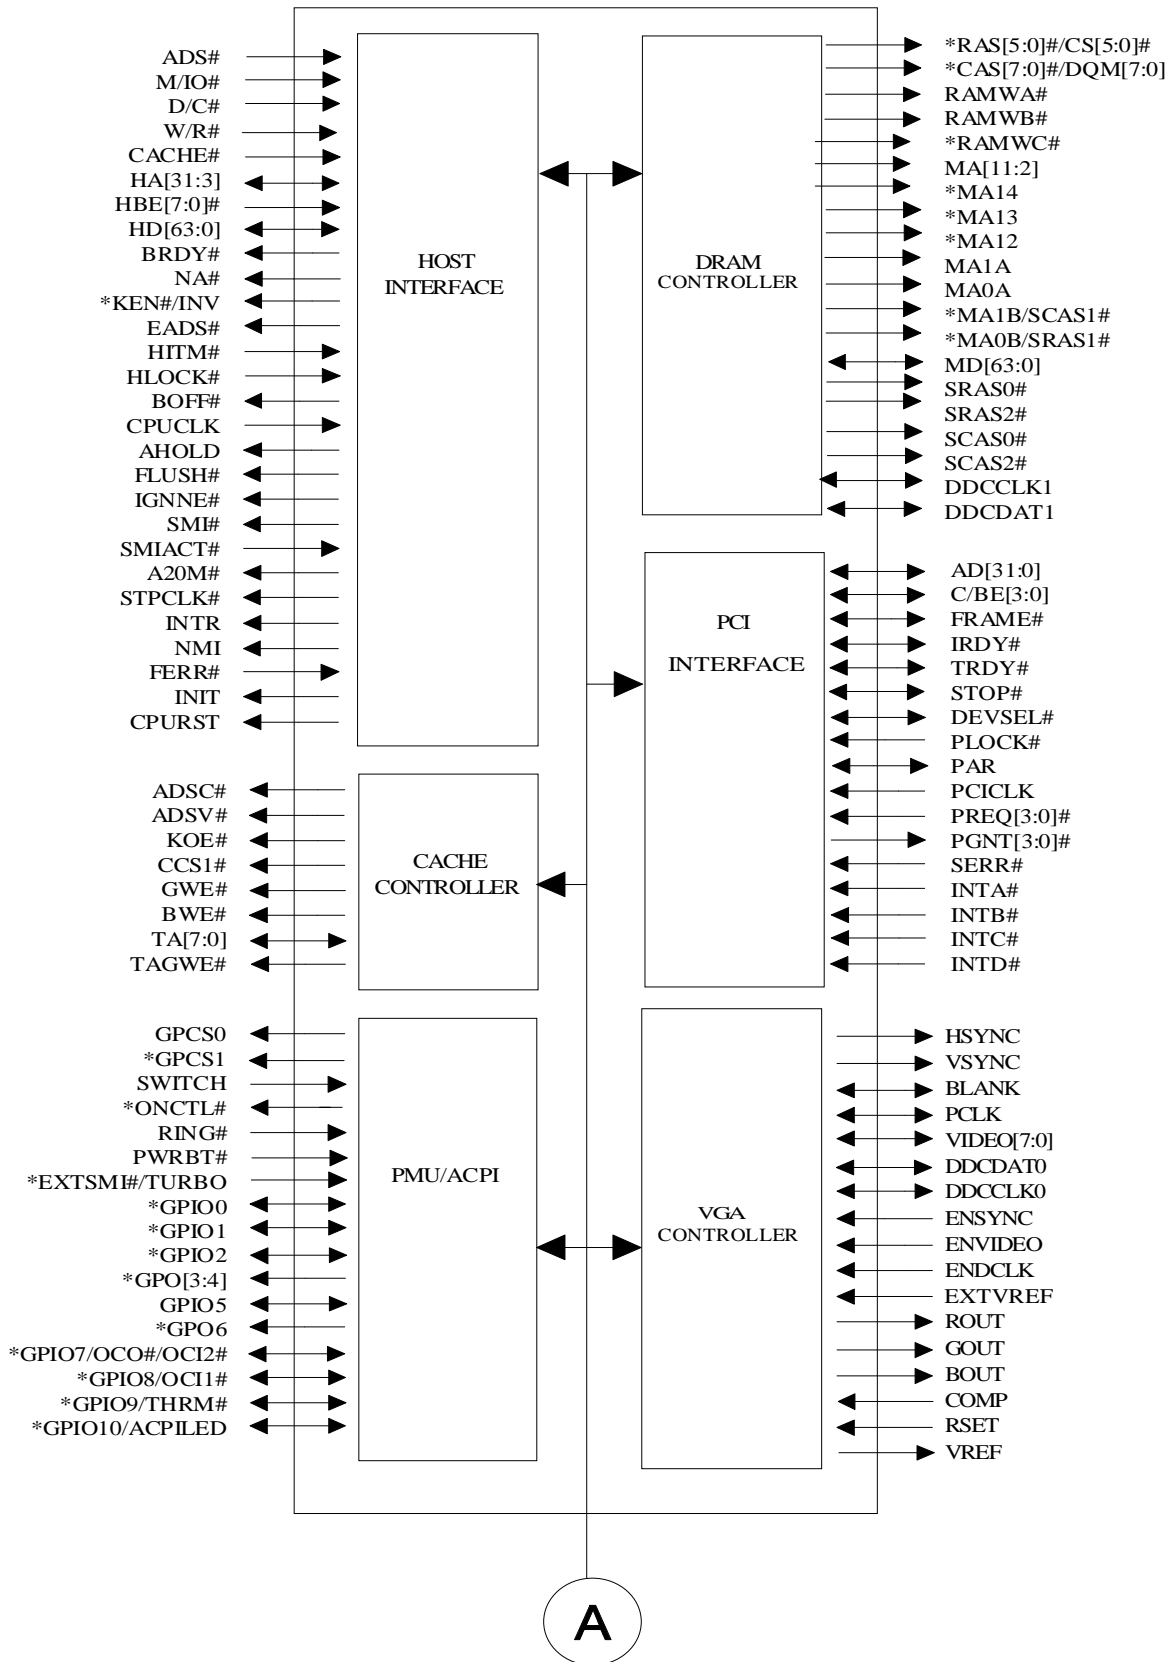 ADS#
M/IO#
D/C#
W/R#
CACHE#
HA[31:3]
HBE[7:0]#
HD[63:0]
BRDY#
NA#
*KEN#/INV
EADS#
HITM#
HLOCK#
BOFF#
CPUCLK
AHOLD
FLUSH#
IGNNE#
SMI#
SMIACT#
A20M#
STPCLK#
INTR
NMI
FERR#
INIT
CPURST
HOST
INTERFACE
ADSC#
ADSV#
KOE#
CCS1#
GWE#
BWE#
TA[7:0]
TAGWE#
CACHE
CONTROLLER
GPCS0
*GPCS1
SWITCH
*ONCTL#
RING#
PWRBT#
*EXTSMI#/TURBO
*GPIO0
*GPIO1
*GPIO2
*GPO[3:4]
GPIO5
*GPO6
*GPIO7/OCO#/OCI2#
*GPIO8/OCI1#
*GPIO9/THRM#
*GPIO10/ACPILED
PMU/ACPI
DRAM
CONTROLLER
*RAS[5:0]#/CS[5:0]#
*CAS[7:0]#/DQM[7:0]
RAMWA#
RAMWB#
*RAMWC#
MA[11:2]
*MA14
*MA13
*MA12
MA1A
MA0A
*MA1B/SCAS1#
*MA0B/SRAS1#
MD[63:0]
SRAS0#
SRAS2#
SCAS0#
SCAS2#
DDCCLK1
DDCDAT1
PCI
INTERFACE
AD[31:0]
C/BE[3:0]
FRAME#
IRDY#
TRDY#
STOP#
DEVSEL#
PLOCK#
PAR
PCICLK
PREQ[3:0]#
PGNT[3:0]#
SERR#
INTA#
INTB#
INTC#
INTD#
VGA
CONTROLLER
HSYNC
VSYNC
BLANK
PCLK
VIDEO[7:0]
DDCDAT0
DDCCLK0
ENSYNC
ENVIDEO
ENDCLK
EXTVREF
ROUT
GOUT
BOUT
COMP
RSET
VREF
A